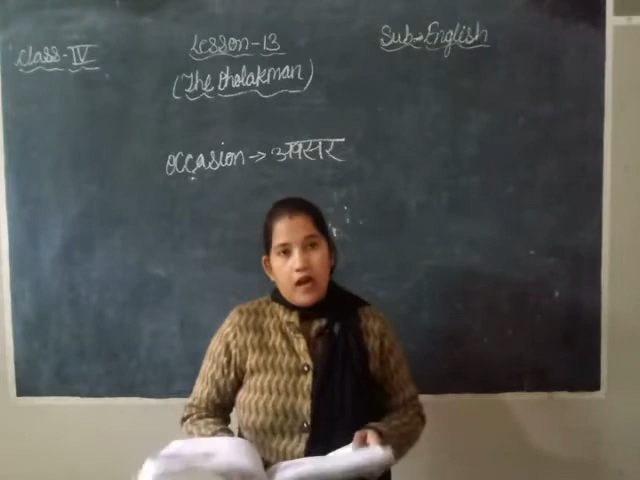 Class-IV
Lesson-13
Sub-English
(The Dholakman)
occasion → अवसर